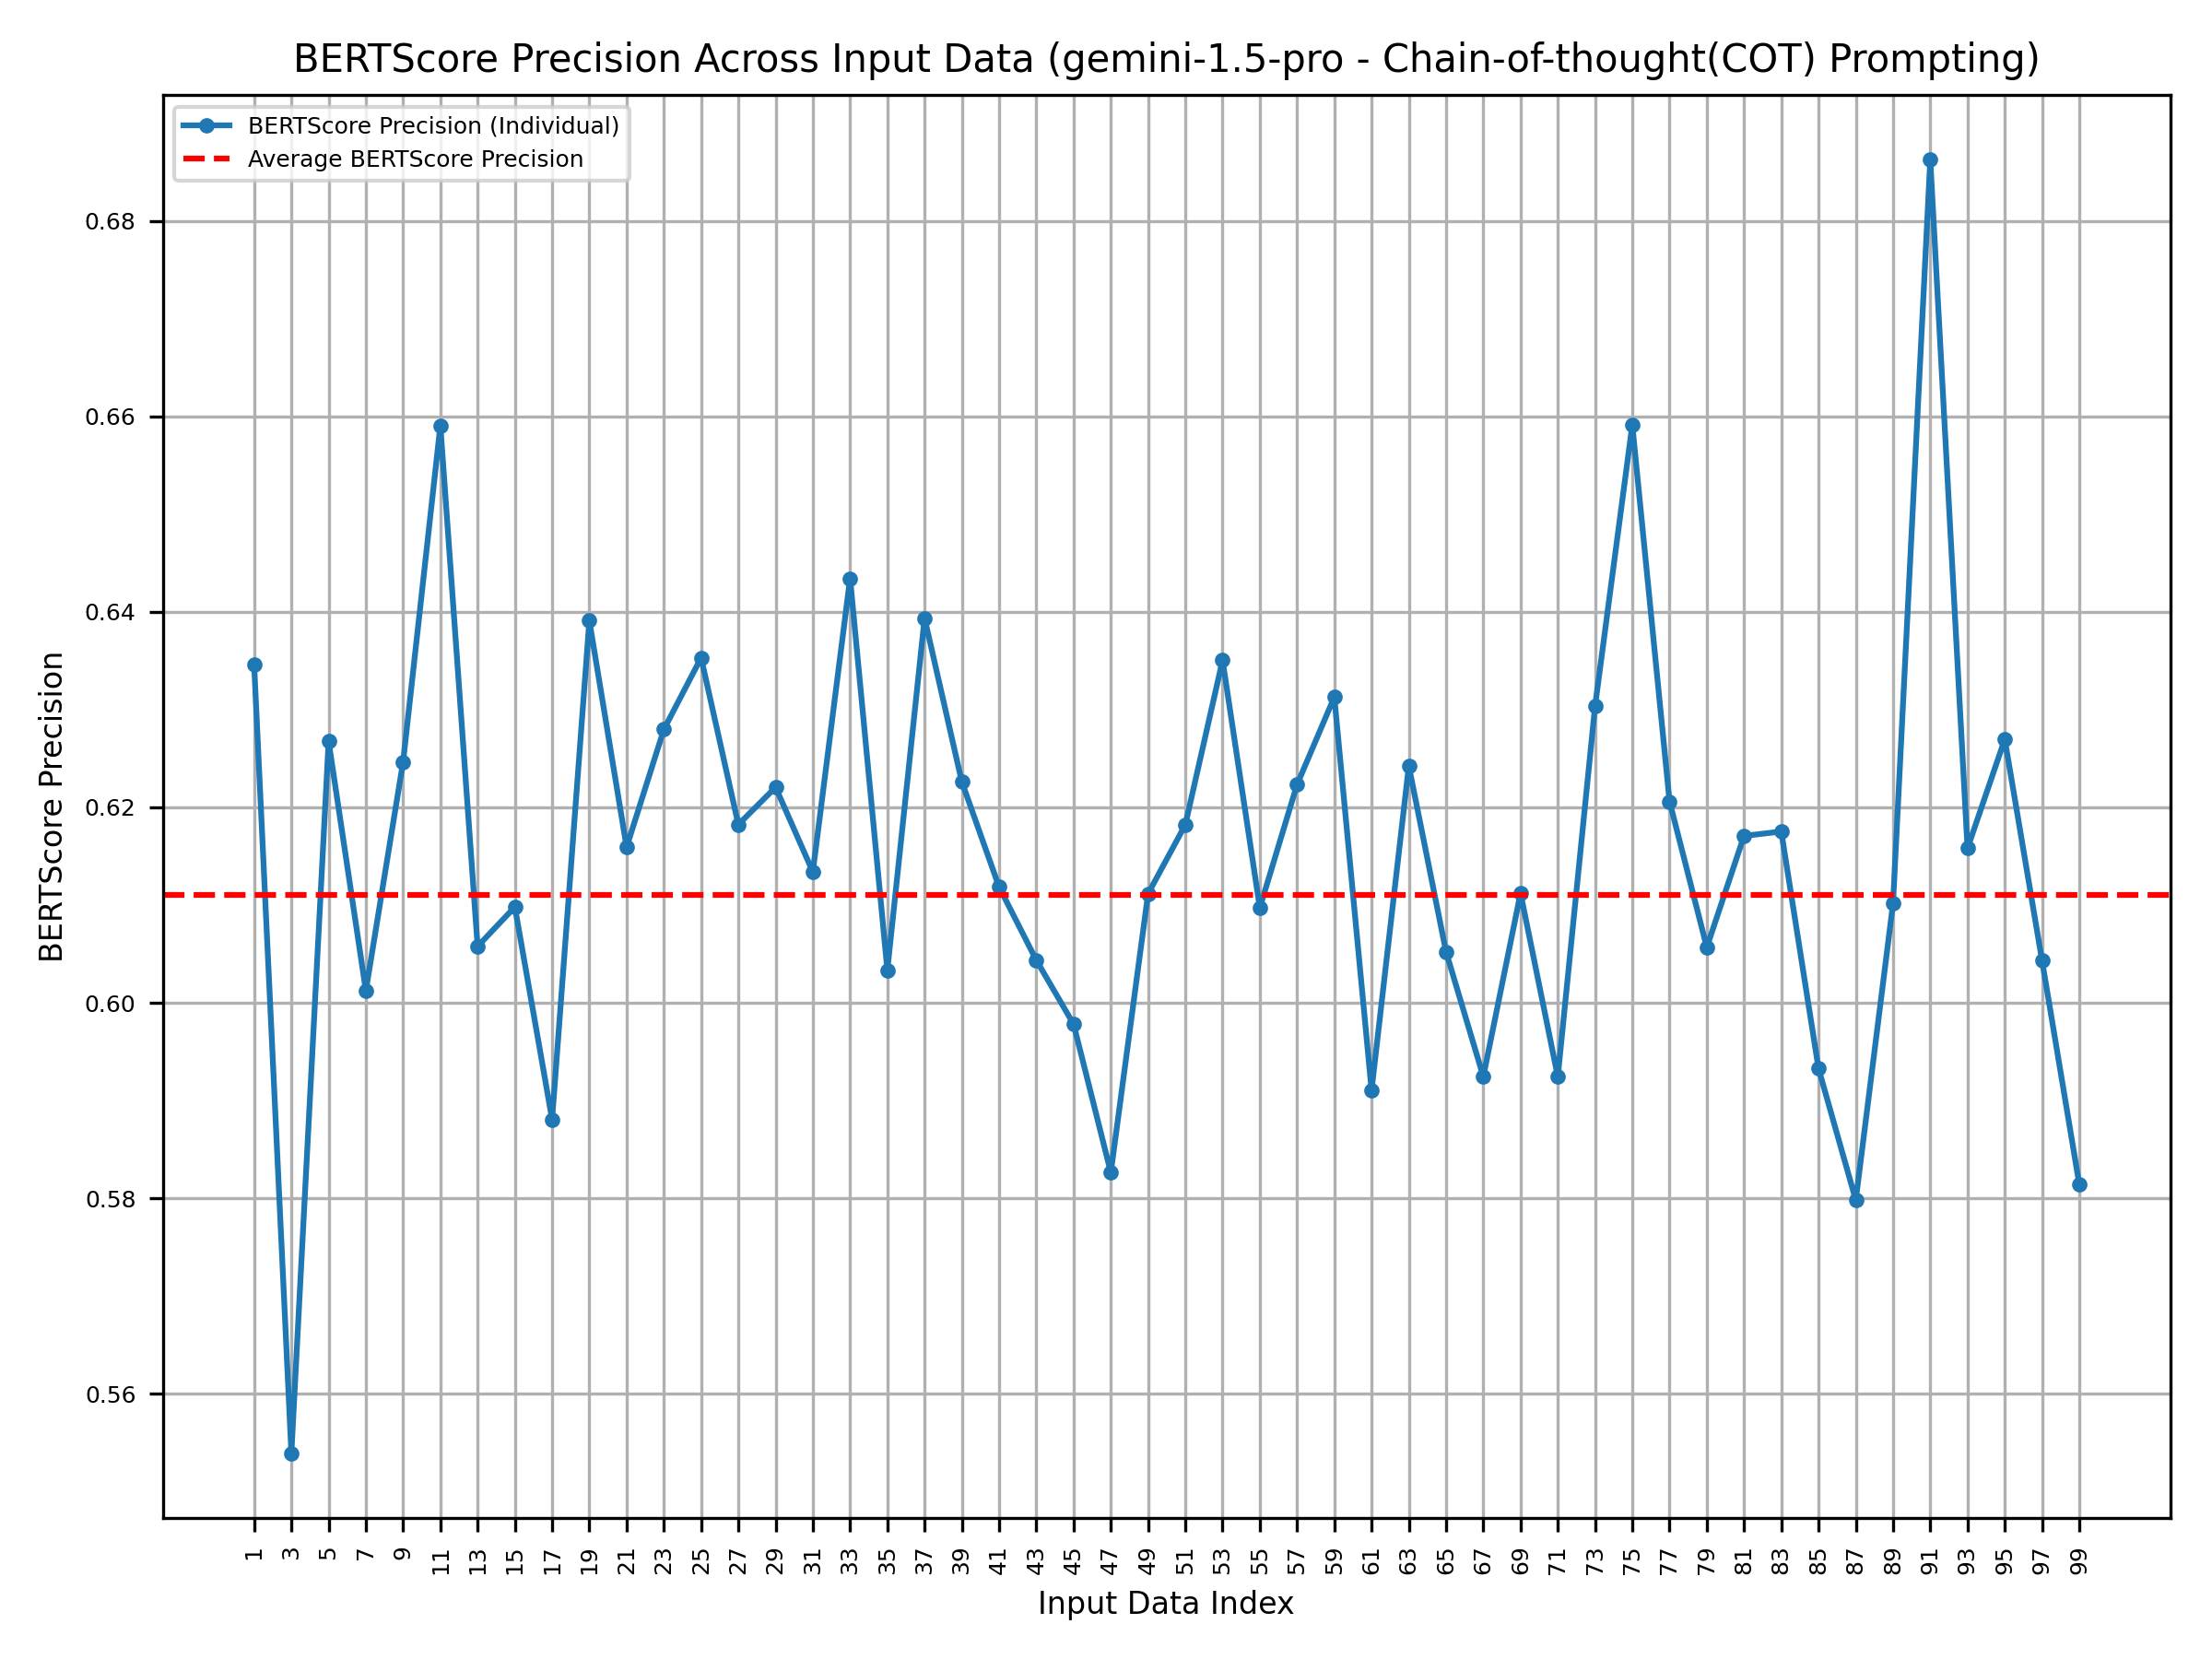 BERTScore Precision Across Input Data (gemini-1.5-pro - Chain-of-thought(COT) Prompting)
BERTScore Precision (Individual)
Average BERTScore Precision
0.68
0.66
0.64
0.62
0.60
0.58
0.56
BERTScore Precision
1 3 5 7 9 11 13 15 17 19 21 23 25 27 29 31 33 35 37 39 41 43 45 47 49 51 53 55 57 59 61 63 65 67 69 71 73 75 77 79 81 83 85 87 89 91 93 95 97 99
Input Data Index